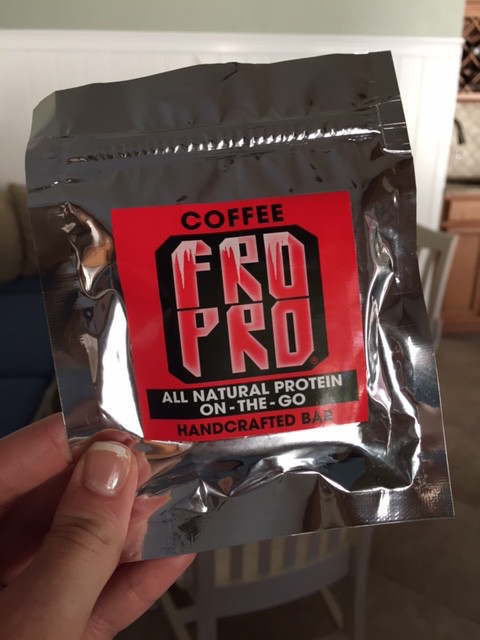 COFFEE
FRO
PRO
ALL NATURAL PROTEIN
ON-THE-GO
HANDCRAFTED BAR